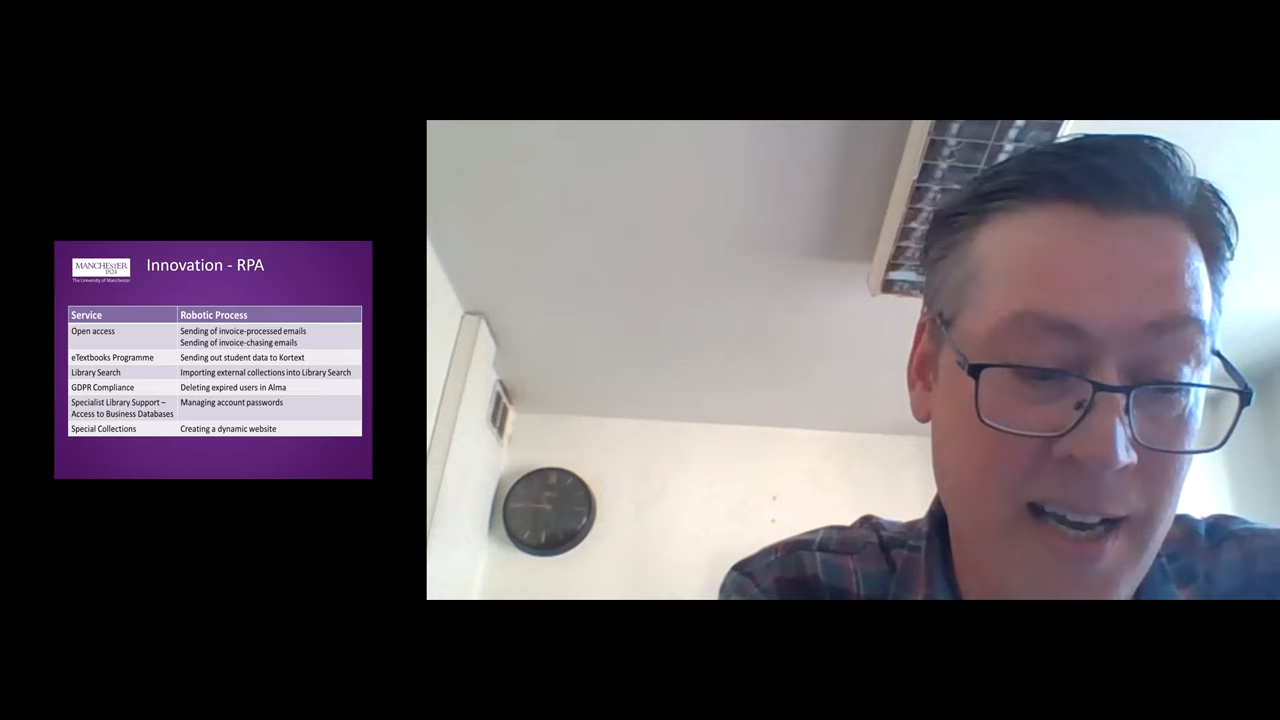 MANCHESTER
1824
The University of Manchester
Innovation - RPA
Service Robotic Process
Open access Sending of invoice-processed emails
Sending of invoice-chasing emails
eTextbooks Programme Sending out student data to Kortext
Library Search Importing external collections into Library Search
GDPR Compliance Deleting expired users in Alma
Specialist Library Support – Managing account passwords
Access to Business Databases
Special Collections Creating a dynamic website